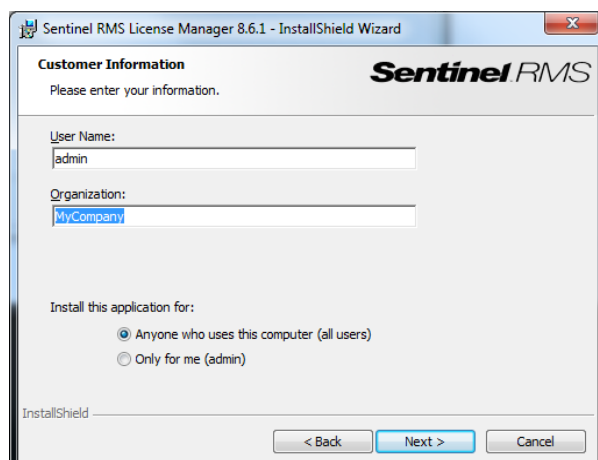 Sentinel RMS License Manager 8.6.1 - InstallShield Wizard
Customer Information
Please enter your information.
Sentinel RMS
User Name:
admin
Organization:
MyCompany
Install this application for:
Anyone who uses this computer (all users)
Only for me (admin)
InstallShield
< Back Next > Cancel